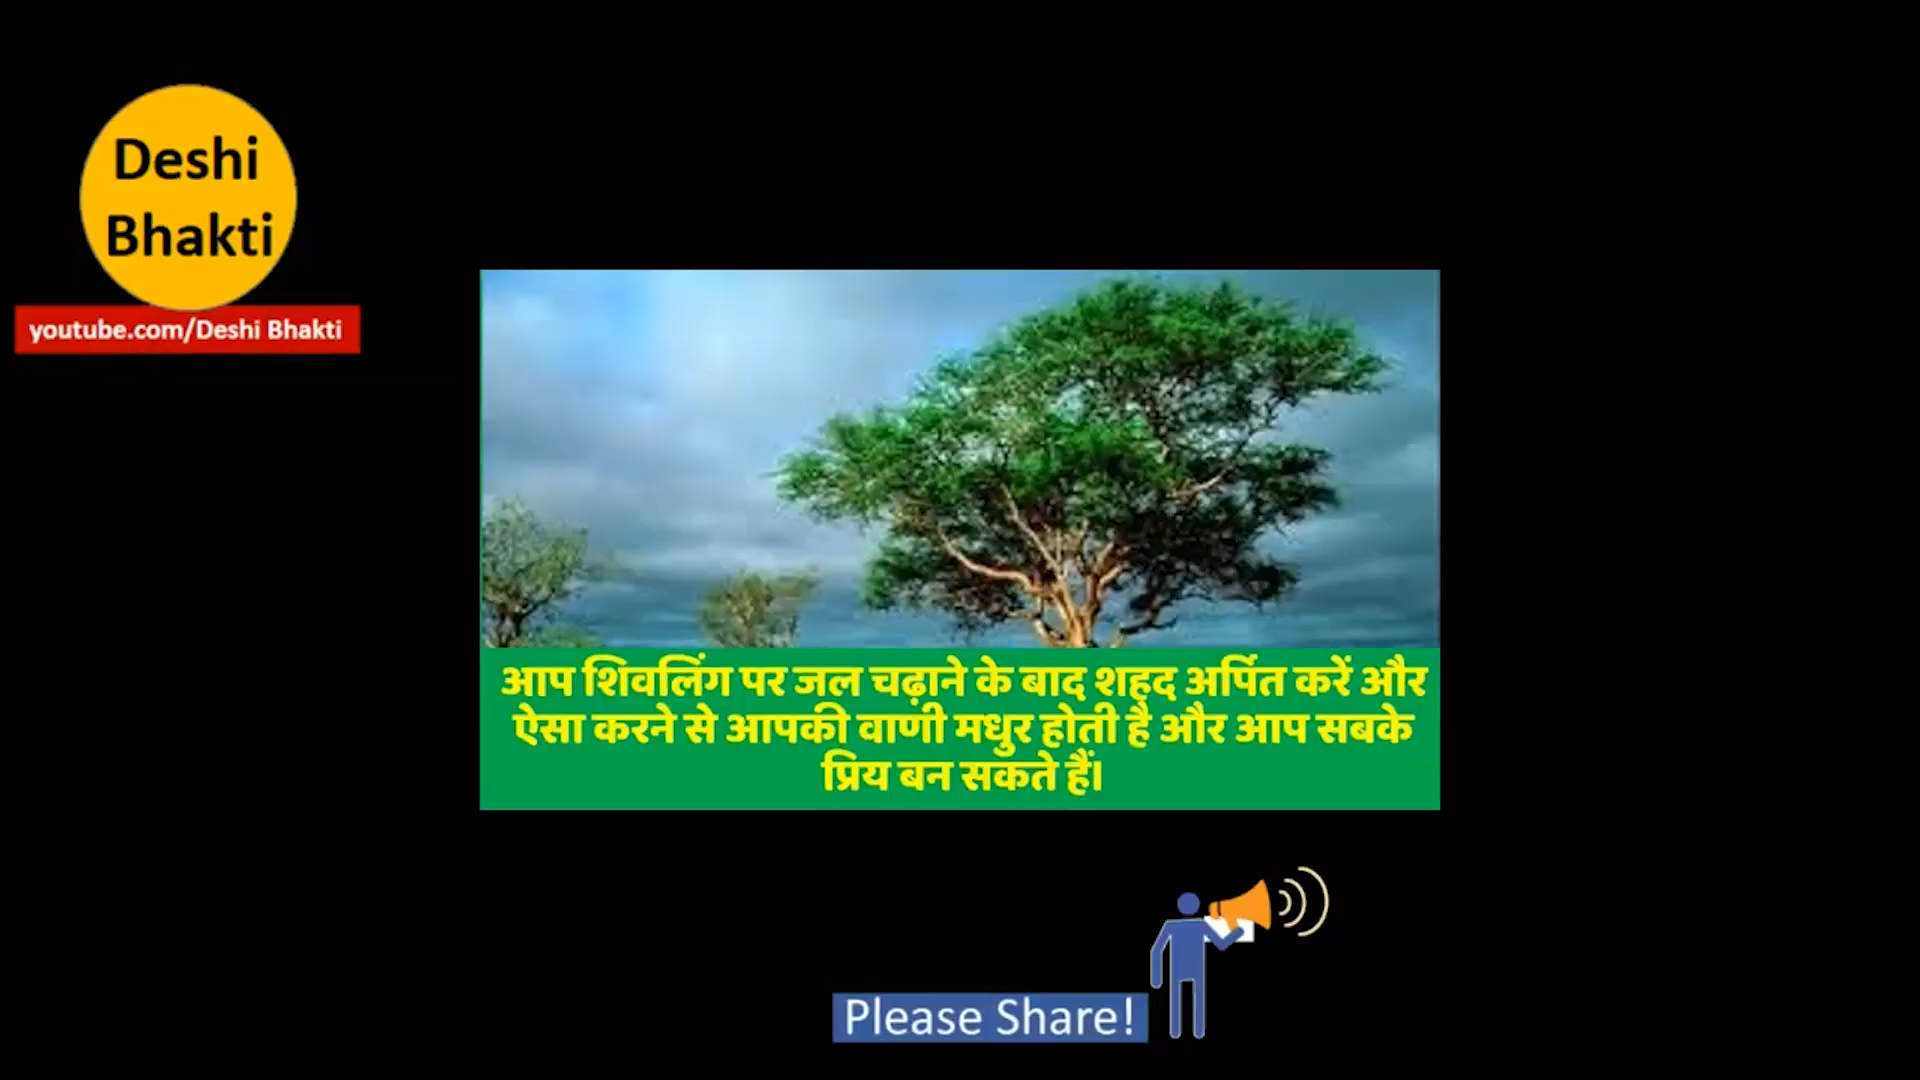 Deshi
Bhakti
youtube.com/Deshi Bhakti
आप शिवलिंग पर जल चढ़ाने के बाद शहद अर्पित करें और
ऐसा करने से आपकी वाणी मधुर होती है और आप सबके
प्रिय बन सकते हैं।
Please Share!